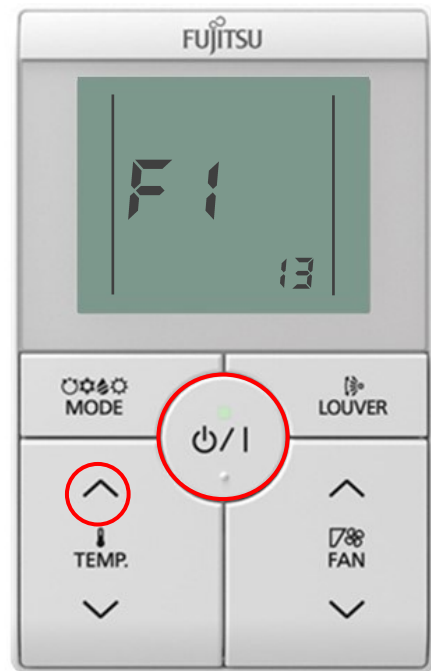 FUJITSU
F1
13
MODE
LOUVER
⏻/I
TEMP.
FAN